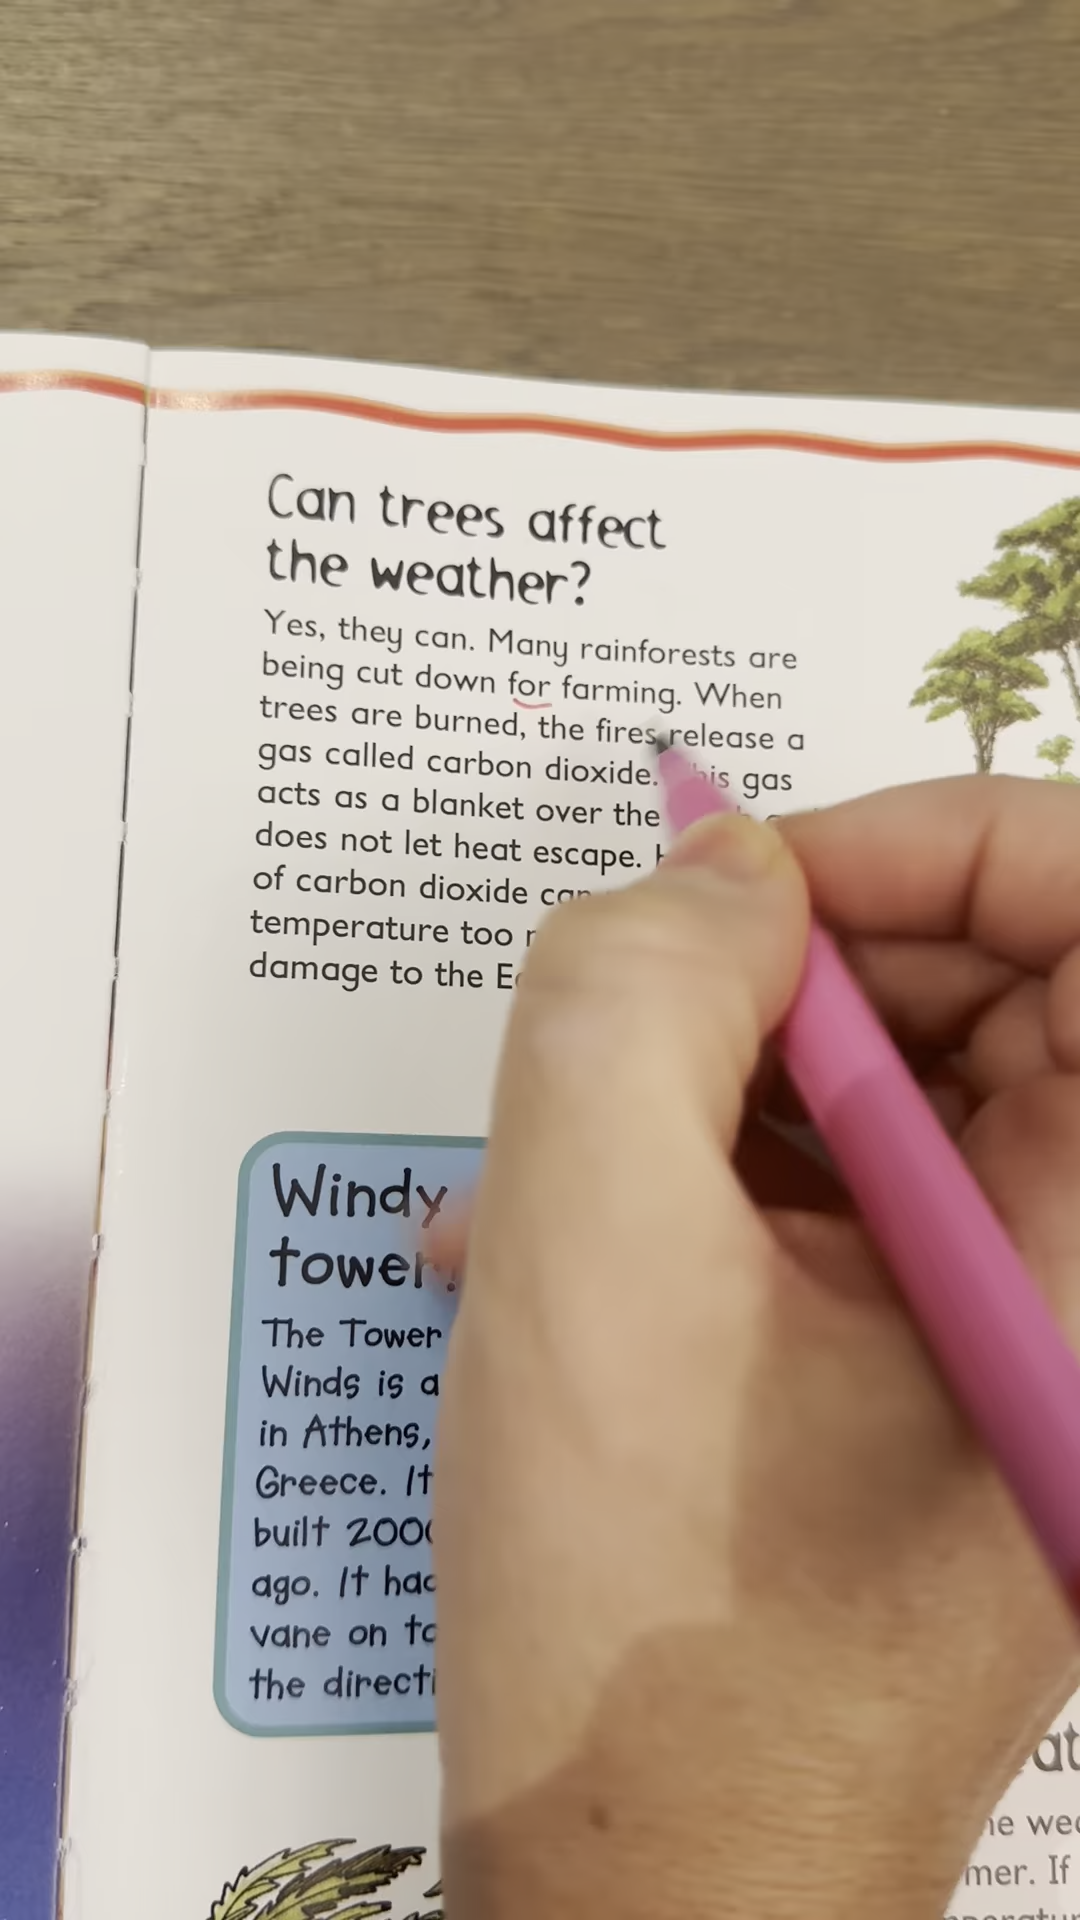 Can trees affect
the weather?
Yes, they can. Many rainforests are
being cut down for farming. When
trees are burned, the fires release a
gas called carbon dioxide. This gas
acts as a blanket over the
does not let heat escape.
of carbon dioxide can
temperature too
damage to the
Windy
tower!
The Tower
Winds is a
in Athens,
Greece. It
built
ago. It had
vane on
the
mer. If